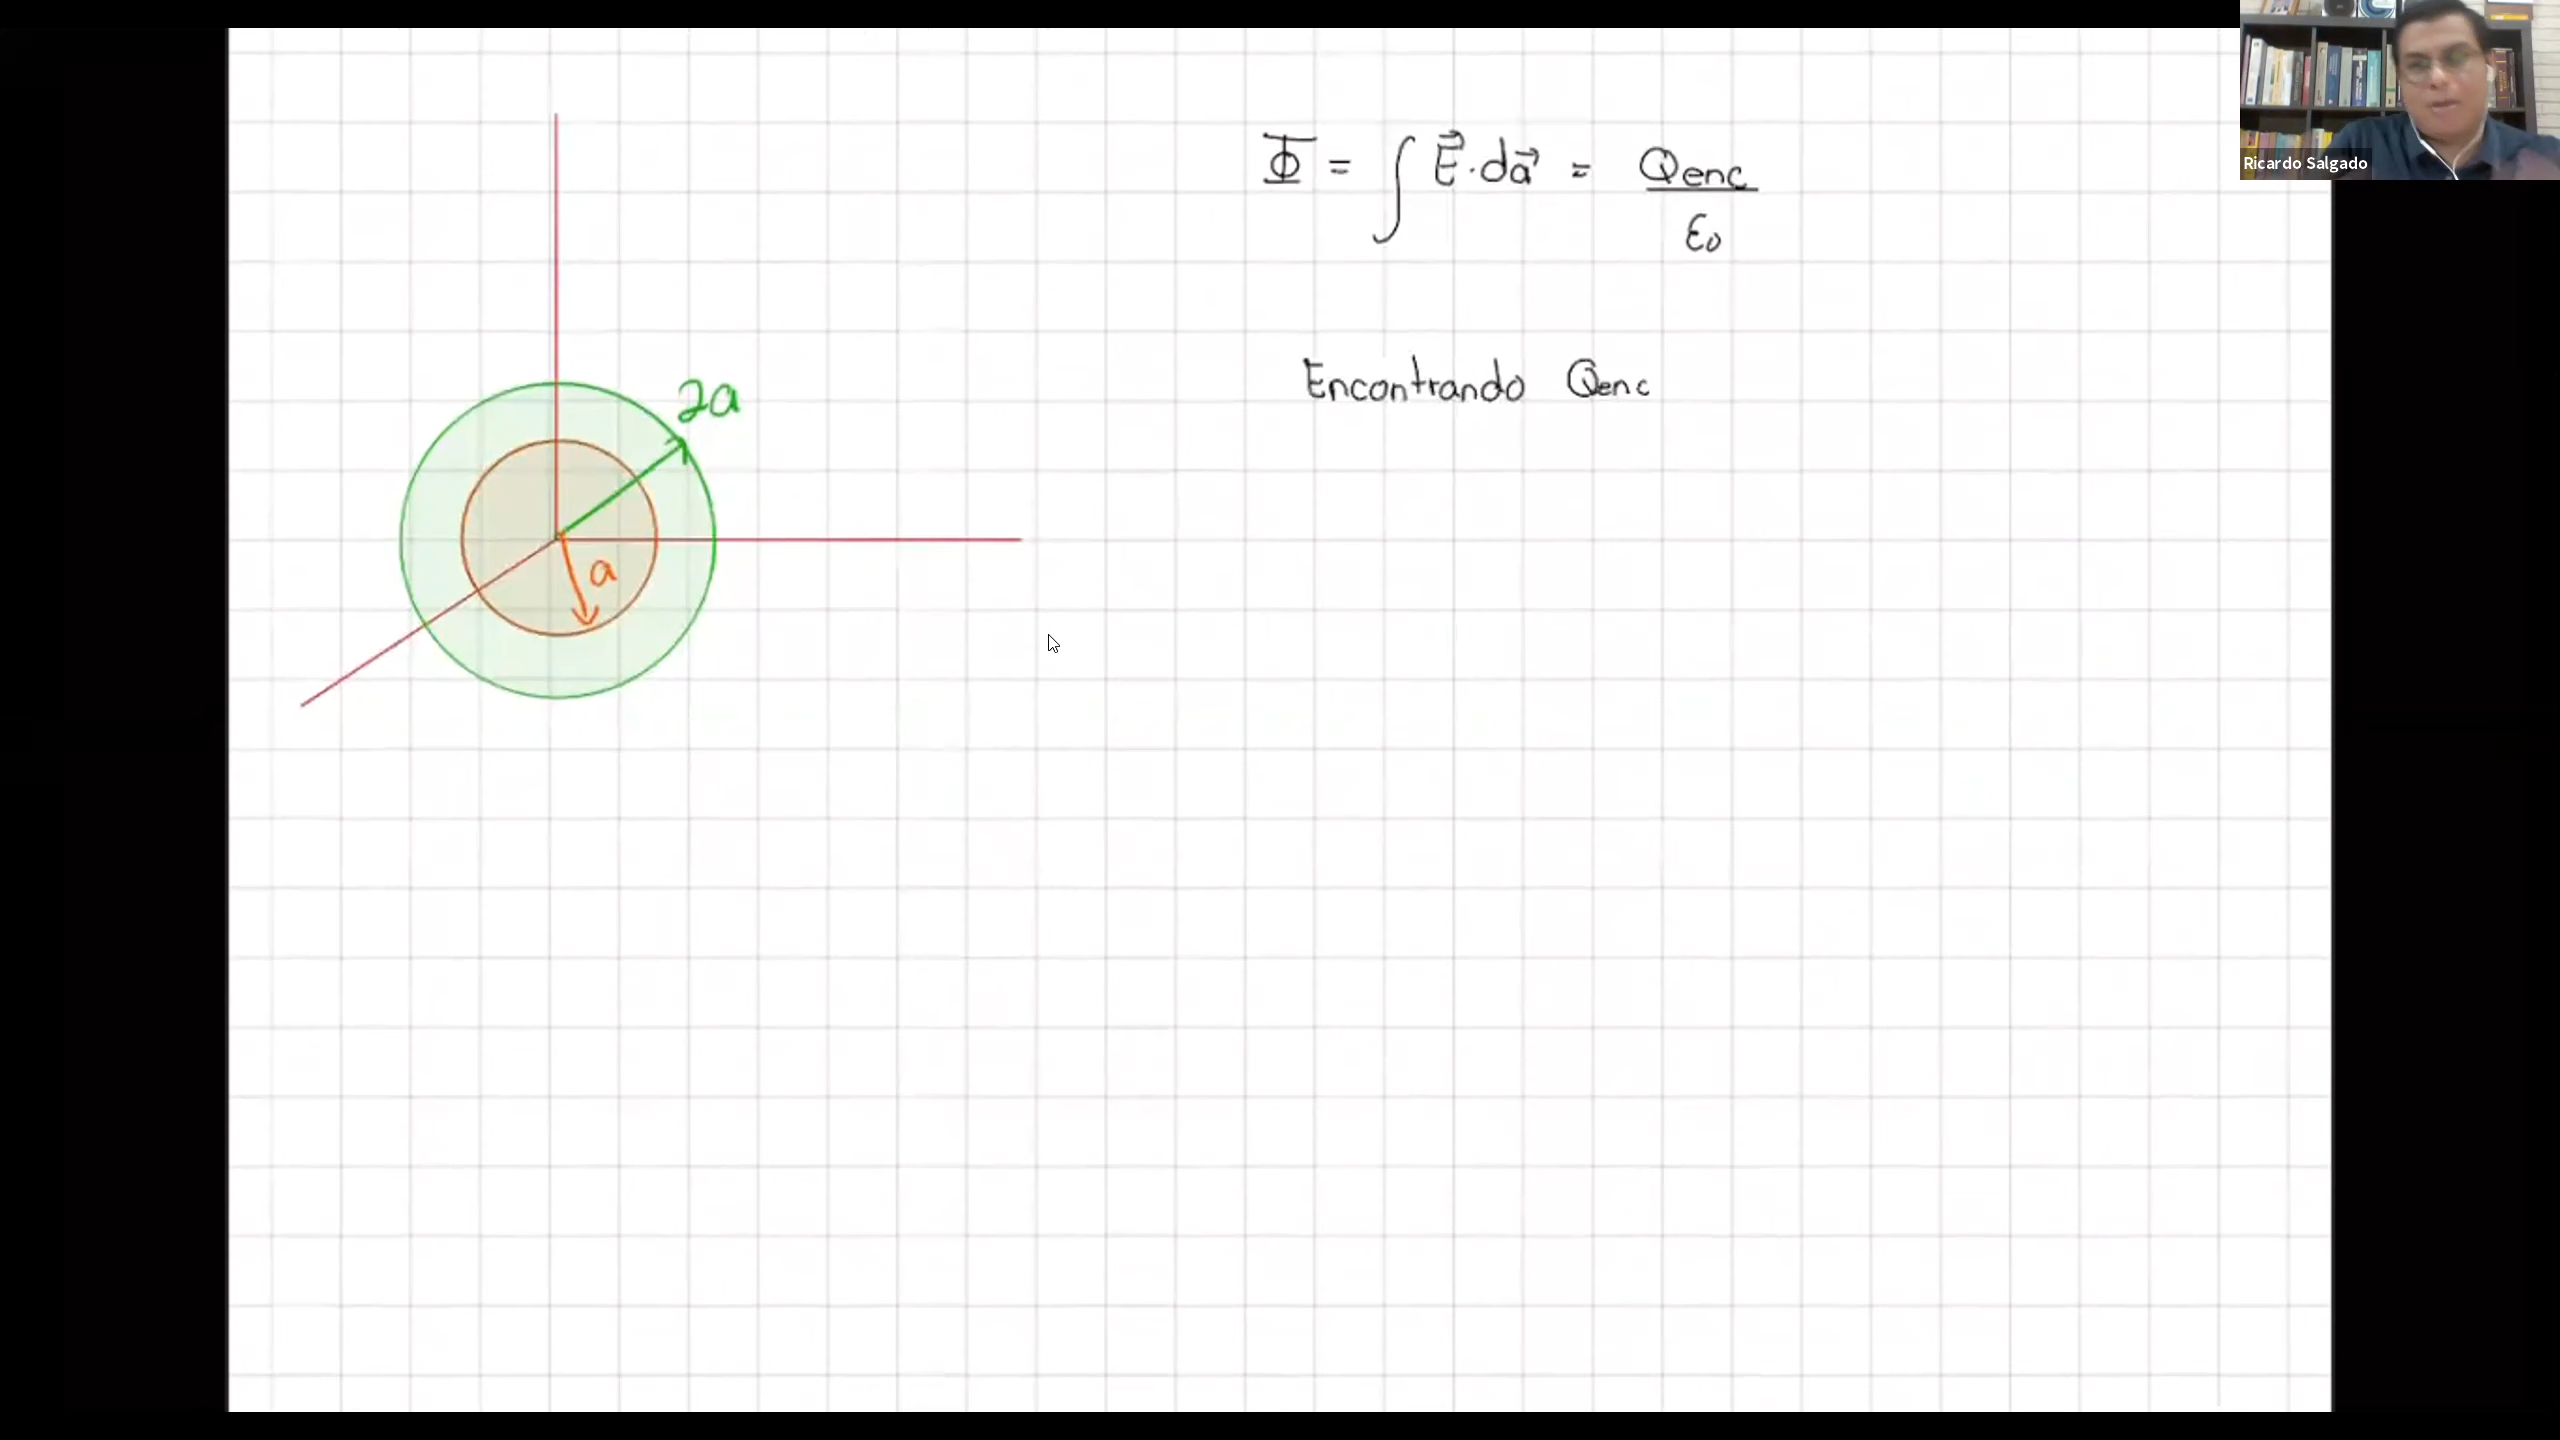 Φ = ∫ E⃗ · da⃗ = Qenc / ε0
Encontrando Qenc
2a
a
Ricardo Salgado